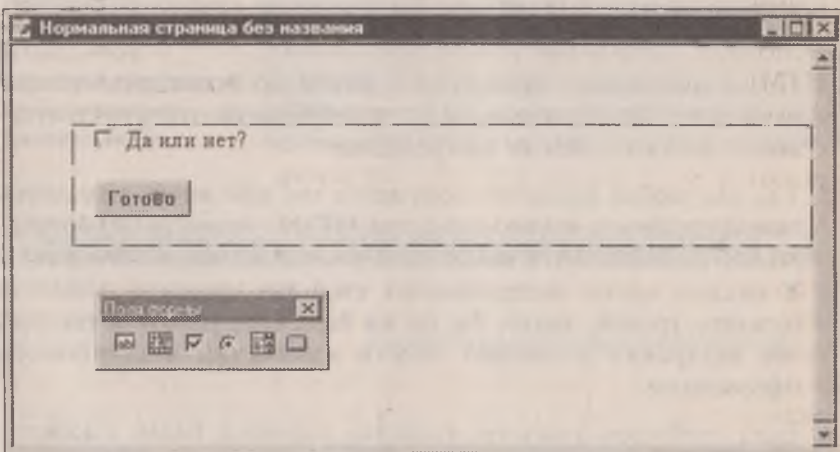 Нормальная страница без названия
Да или нет?
Готово
Поля формы